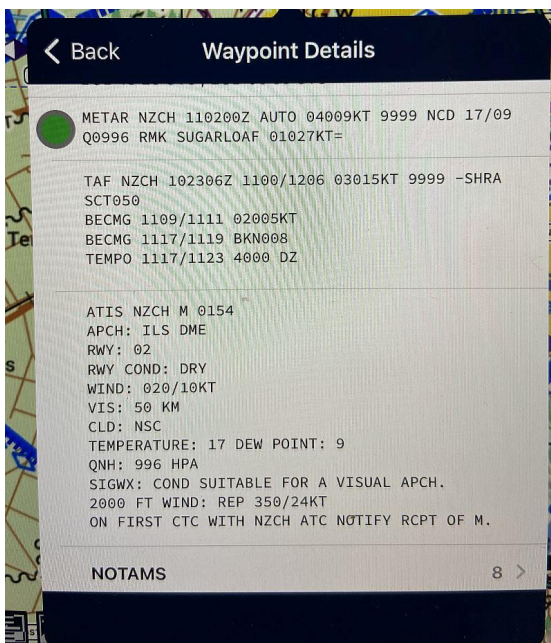 Back
Waypoint Details
METAR NZCH 110200Z AUTO 04009KT 9999 NCD 17/09
Q0996 RMK SUGARLOAF 01027KT=
TAF NZCH 102306Z 1100/1206 03015KT 9999 -SHRA
SCT050
BECMG 1109/1111 02005KT
BECMG 1117/1119 BKN008
TEMPO 1117/1123 4000 DZ
ATIS NZCH M 0154
APCH: ILS DME
RWY: 02
RWY COND: DRY
WIND: 020/10KT
VIS: 50 KM
CLD: NSC
TEMPERATURE: 17 DEW POINT: 9
QNH: 996 HPA
SIGWX: COND SUITABLE FOR A VISUAL APCH.
2000 FT WIND: REP 350/24KT
ON FIRST CTC WITH NZCH ATC NOTIFY RCPT OF M.
NOTAMS 8